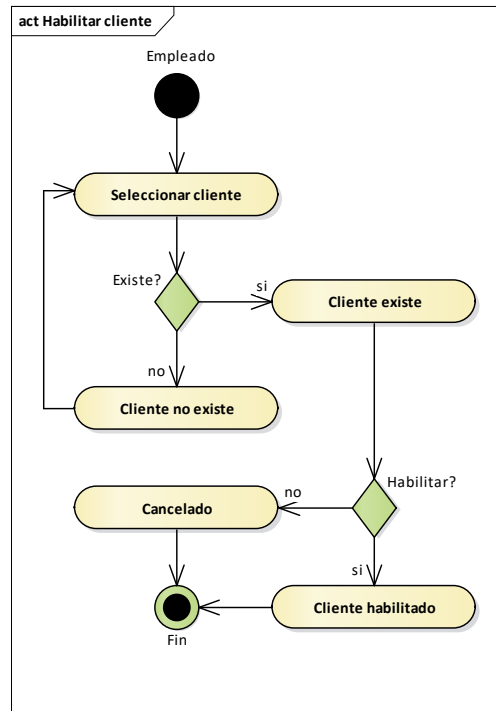 act Habilitar cliente
Empleado
Seleccionar cliente
Existe?
si
Cliente existe
no
Cliente no existe
Habilitar?
no
Cancelado
si
Cliente habilitado
Fin